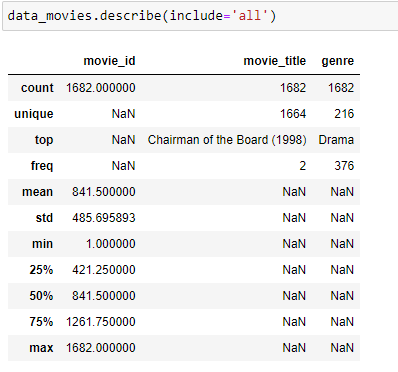 data_movies.describe(include='all')
movie_id movie_title genre
count 1682.000000 1682 1682
unique NaN 1664 216
top NaN Chairman of the Board (1998) Drama
freq NaN 2 376
mean 841.500000 NaN NaN
std 485.695893 NaN NaN
min 1.000000 NaN NaN
25% 421.250000 NaN NaN
50% 841.500000 NaN NaN
75% 1261.750000 NaN NaN
max 1682.000000 NaN NaN